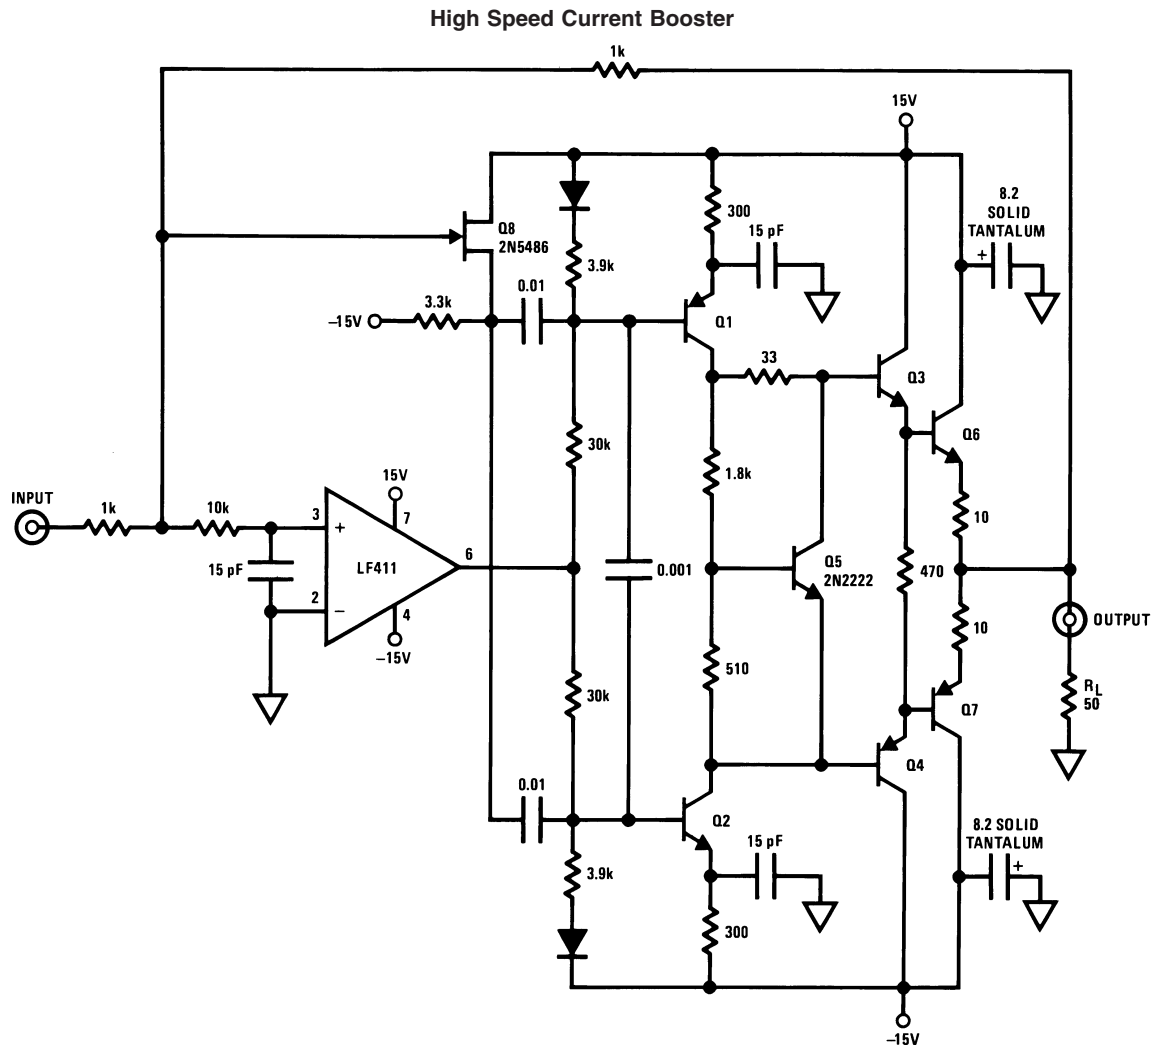 High Speed Current Booster
1k
15V
8.2
SOLID
TANTALUM
+
300
15 pF
Q8
2N5486
3.9k
0.01
3.3k
–15V
Q1
33
Q3
Q6
30k
1.8k
10
INPUT
1k
10k
15V
7
3
+
6
LF411
15 pF
2
–
4
–15V
0.001
Q5
2N2222
470
10
OUTPUT
RL
50
30k
510
Q7
Q4
0.01
Q2
15 pF
8.2 SOLID
TANTALUM
+
3.9k
300
–15V